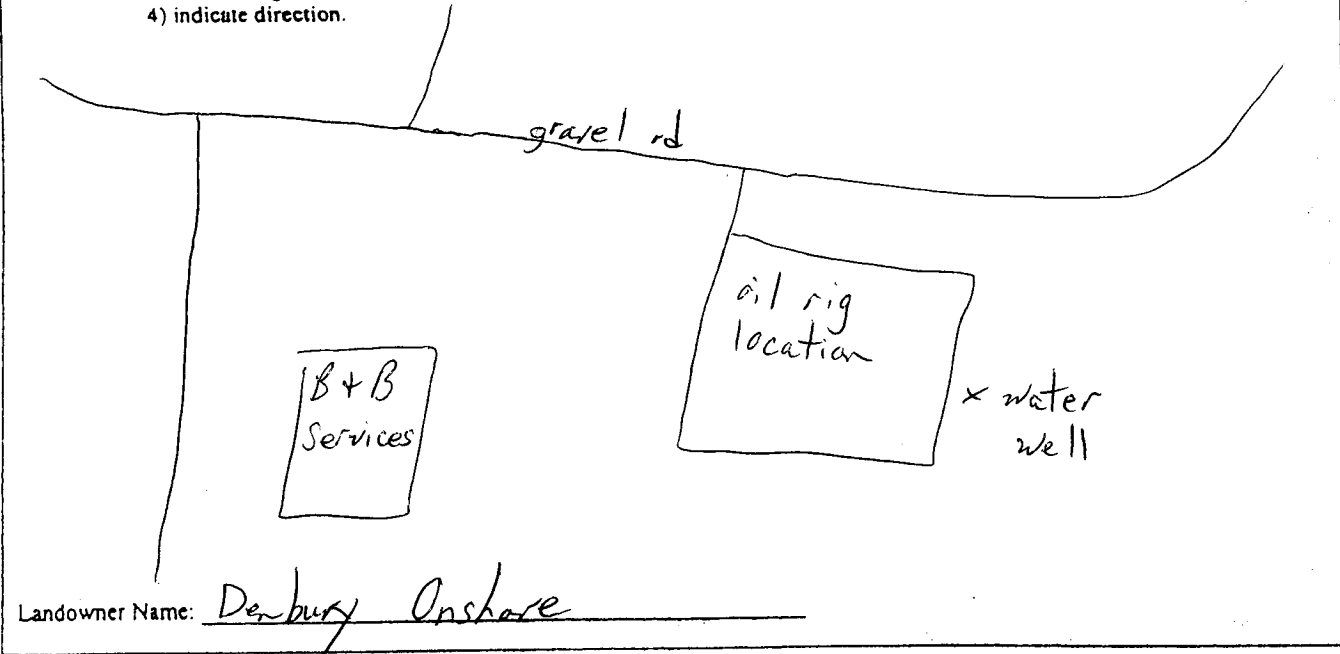 4) indicate direction.
gravel rd
oil rig
location
B + B
Services
x water
well
Landowner Name: Denbury Onshore